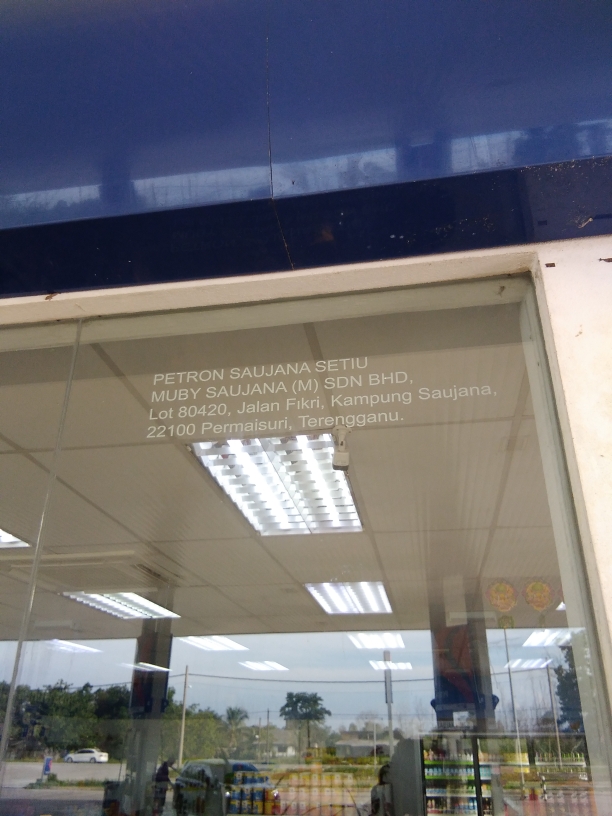 PETRON SAUJANA SETIU
MUBY SAUJANA (M) SDN BHD,
Lot 80420, Jalan Fikri, Kampung Saujana,
22100 Permaisuri, Terengganu.